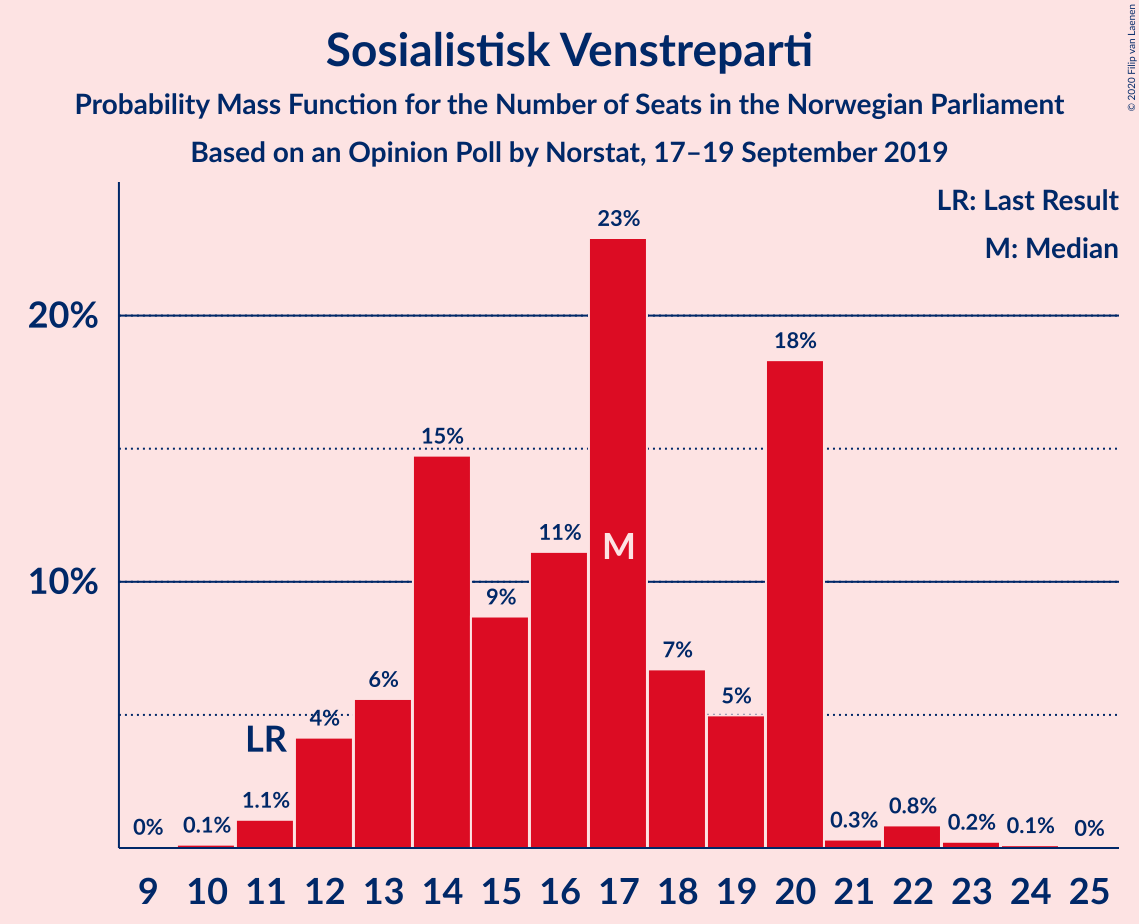 © 2020 Filip van Laenen
Sosialistisk Venstreparti
Probability Mass Function for the Number of Seats in the Norwegian Parliament
Based on an Opinion Poll by Norstat, 17–19 September 2019
LR: Last Result
M: Median
23%
20%
18%
15%
11%
M
10%
9%
7%
6%
5%
4%
LR
1.1%
0.8%
0%
0.1%
0.3%
0.2%
0.1%
0%
9 10 11 12 13 14 15 16 17 18 19 20 21 22 23 24 25